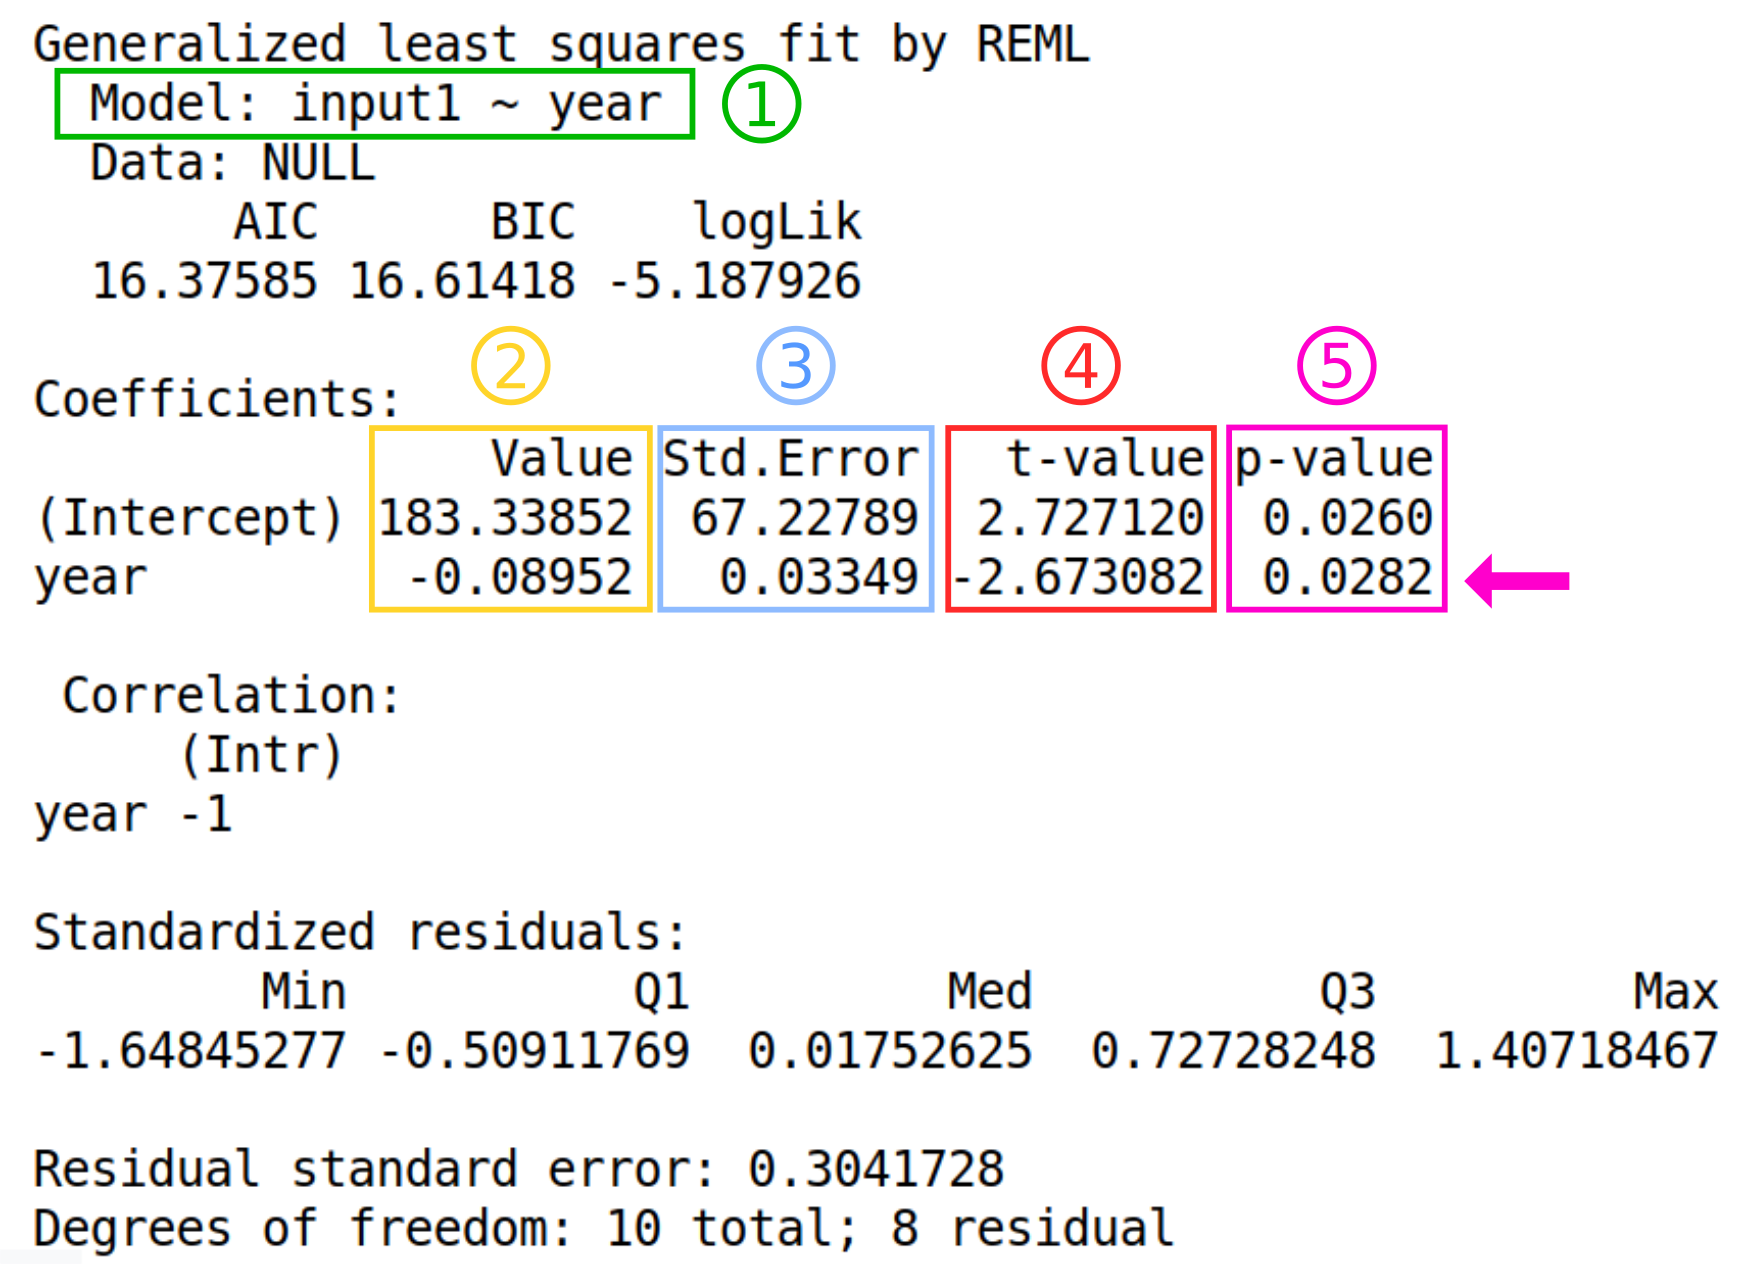 Generalized least squares fit by REML
Model: input1 ~ year ①
Data: NULL
AIC BIC logLik
16.37585 16.61418 -5.187926
② ③ ④ ⑤
Coefficients:
Value Std.Error t-value p-value
(Intercept) 183.33852 67.22789 2.727120 0.0260
year -0.08952 0.03349 -2.673082 0.0282
Correlation:
(Intr)
year -1
Standardized residuals:
Min Q1 Med Q3 Max
-1.64845277 -0.50911769 0.01752625 0.72728248 1.40718467
Residual standard error: 0.3041728
Degrees of freedom: 10 total; 8 residual